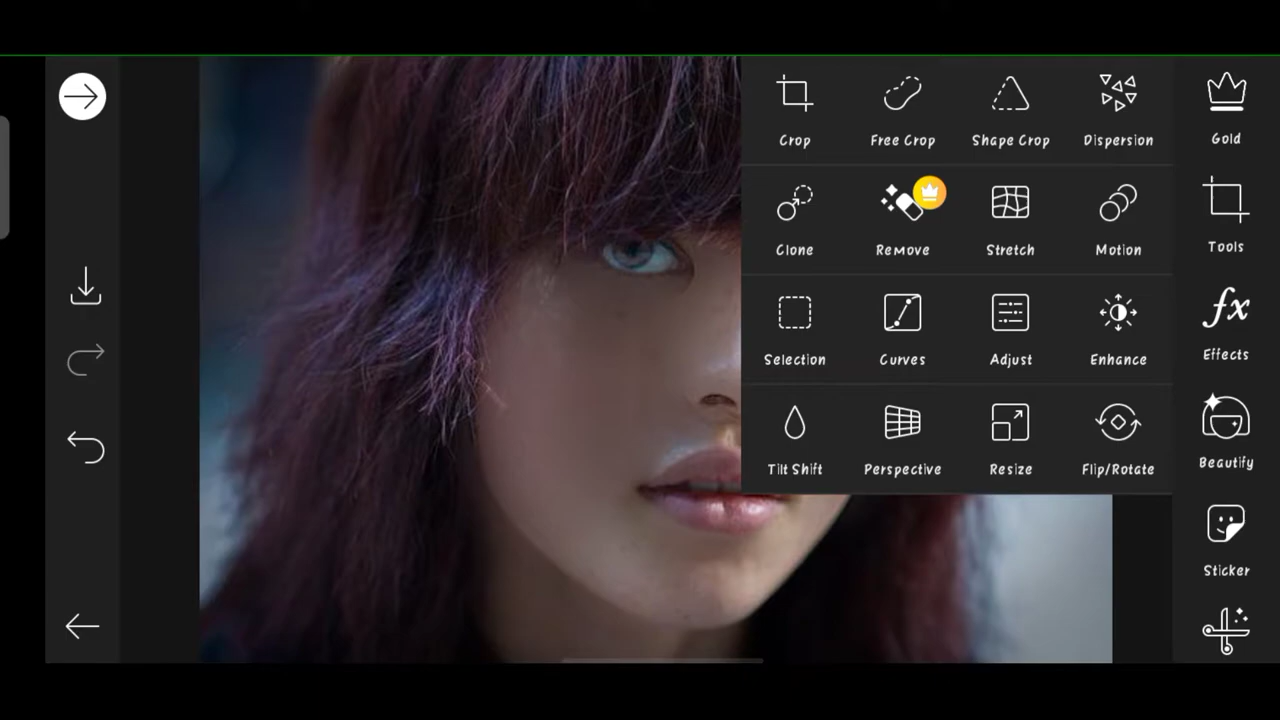 Crop Free Crop Shape Crop Dispersion
Clone Remove Stretch Motion
Selection Curves Adjust Enhance
Tilt Shift Perspective Resize Flip/Rotate
Gold
Tools
fx
Effects
Beautify
Sticker